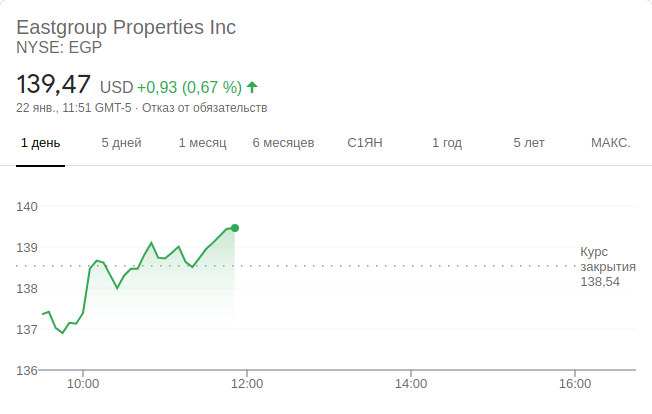 Eastgroup Properties Inc
NYSE: EGP
139,47 USD +0,93 (0,67 %)
22 янв., 11:51 GMT-5 · Отказ от обязательств
1 день 5 дней 1 месяц 6 месяцев С1ЯН 1 год 5 лет МАКС.
140
139
Курс
закрытия
138,54
138
137
136
10:00 12:00 14:00 16:00